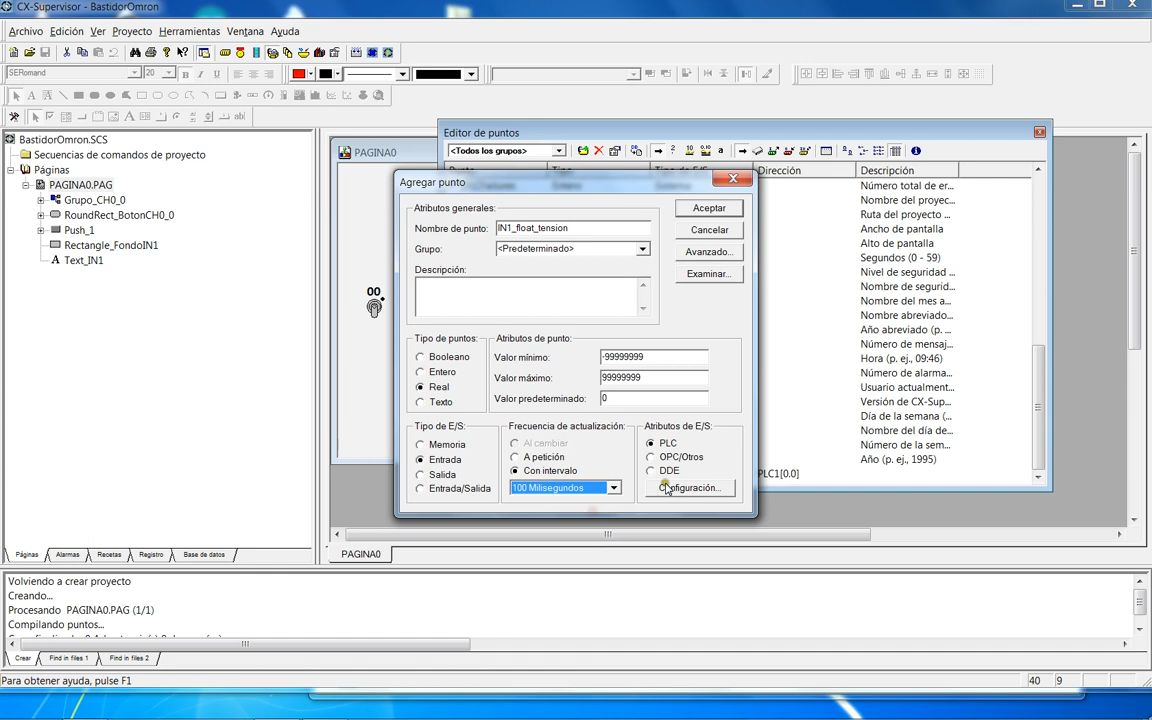 CX-Supervisor - BastidorOmron
Archivo Edición Ver Proyecto Herramientas Ventana Ayuda
SERomand 20
BastidorOmron.SCS
Secuencias de comandos de proyecto
Páginas
PAGINA0.PAG
Grupo_CH0_0
RoundRect_BotonCH0_0
Push_1
Rectangle_FondoIN1
Text_IN1
PAGINA0
00
Editor de puntos
<Todos los grupos>
Dirección Descripción
Número total de er...
Nombre del proyec...
Ruta del proyecto ...
Ancho de pantalla
Alto de pantalla
Segundos (0 - 59)
Nivel de seguridad ...
Nombre de segurid...
Nombre del mes a...
Nombre abreviado...
Año abreviado (p. ...
Número de mensaj...
Hora (p. ej., 09:46)
Número de alarma...
Usuario actualment...
Versión de CX-Sup...
Día de la semana (...
Nombre del día de...
Número de la sem...
Año (p. ej., 1995)
PLC1[0.0]
Agregar punto
Atributos generales:
Nombre de punto: IN1_float_tension
Grupo: <Predeterminado>
Descripción:
Aceptar
Cancelar
Avanzado...
Examinar...
Tipo de puntos:
Booleano
Entero
Real
Texto
Atributos de punto:
Valor mínimo: -99999999
Valor máximo: 99999999
Valor predeterminado: 0
Tipo de E/S:
Memoria
Entrada
Salida
Entrada/Salida
Frecuencia de actualización:
Al cambiar
A petición
Con intervalo
100 Milisegundos
Atributos de E/S:
PLC
OPC/Otros
DDE
Configuración...
Páginas Alarmas Recetas Registro Base de datos
PAGINA0
Volviendo a crear proyecto
Creando...
Procesando PAGINA0.PAG (1/1)
Compilando puntos...
Crear Find in files 1 Find in files 2
Para obtener ayuda, pulse F1
40 9